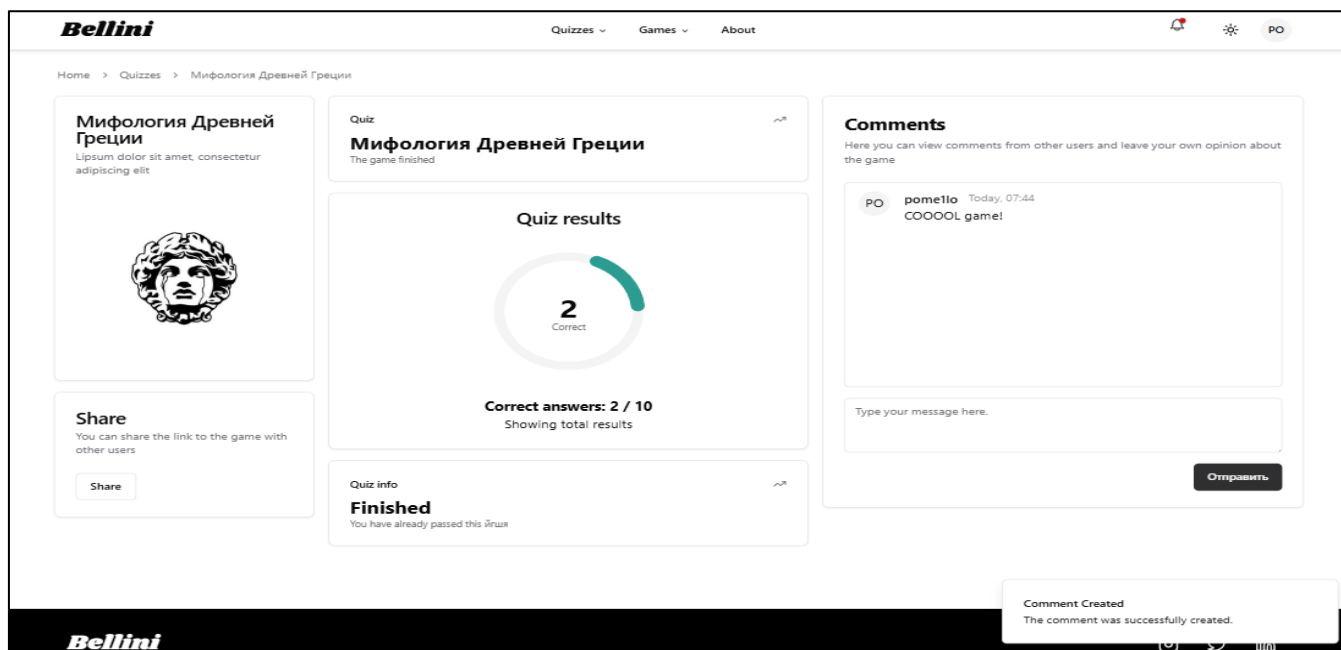 Bellini
Quizzes
Games
About
PO
Home > Quizzes > Мифология Древней Греции
Мифология Древней
Греции
Lipsum dolor sit amet, consectetur
adipiscing elit
Share
You can share the link to the game with
other users
Share
Quiz
Мифология Древней Греции
The game finished
Quiz results
2
Correct
Correct answers: 2 / 10
Showing total results
Quiz info
Finished
You have already passed this йгшя
Comments
Here you can view comments from other users and leave your own opinion about
the game
PO
pome1lo Today, 07:44
COOOOL game!
Type your message here.
Отправить
Comment Created
The comment was successfully created.
Bellini